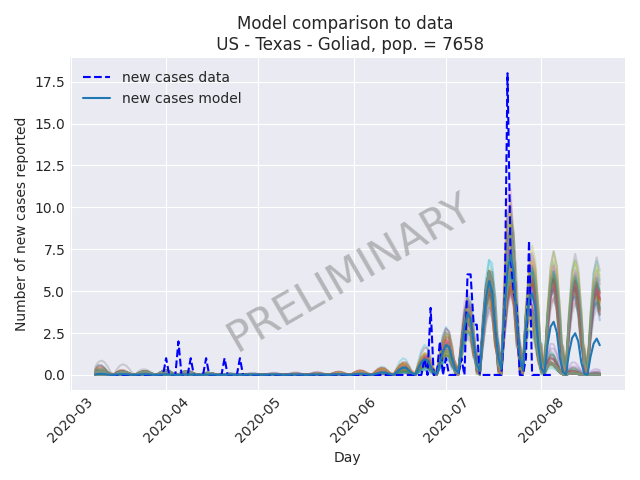 Model comparison to data
US - Texas - Goliad, pop. = 7658
new cases data
new cases model
17.5
15.0
12.5
10.0
7.5
5.0
2.5
0.0
Number of new cases reported
PRELIMINARY
2020-03
2020-04
2020-05
2020-06
2020-07
2020-08
Day